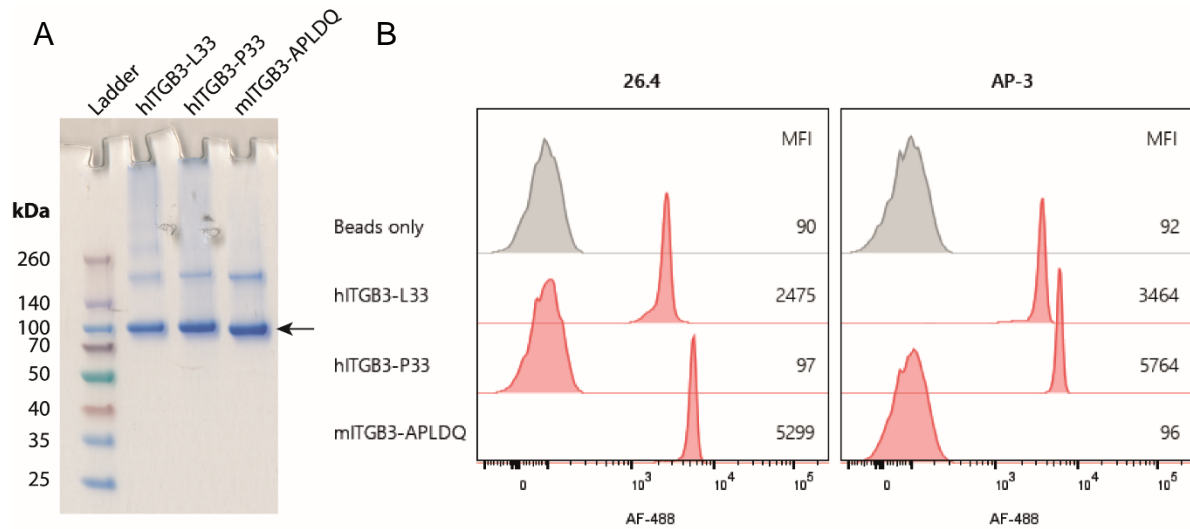 A
Ladder
hITGB3-L33
hITGB3-P33
mITGB3-APLDQ
kDa
260
140
100
70
50
40
35
25
B
26.4
AP-3
MFI
MFI
Beads only
90
92
hITGB3-L33
2475
3464
hITGB3-P33
97
5764
mITGB3-APLDQ
5299
96
0
10³
10⁴
10⁵
0
10³
10⁴
10⁵
AF-488
AF-488